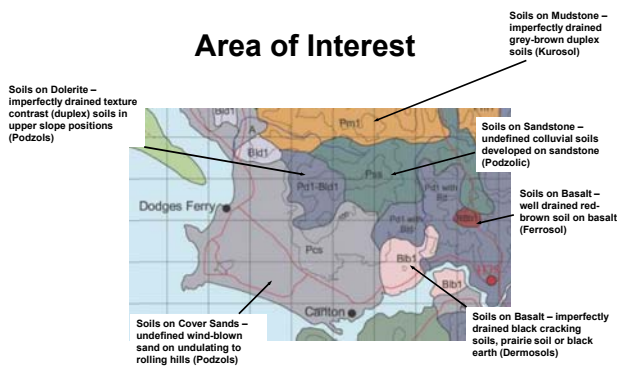 Area of Interest
Soils on Mudstone –
imperfectly drained
grey-brown duplex
soils (Kurosol)
Soils on Dolerite –
imperfectly drained texture
contrast (duplex) soils in
upper slope positions
(Podzols)
Soils on Sandstone –
undefined colluvial soils
developed on sandstone
(Podzolic)
Soils on Basalt –
well drained red-
brown soil on basalt
(Ferrosol)
Soils on Basalt – imperfectly
drained black cracking
soils, prairie soil or black
earth (Dermosols)
Soils on Cover Sands –
undefined wind-blown
sand on undulating to
rolling hills (Podzols)
Bld1
A
Bld1
Pm1
Pss
Pd1-Bld1
Pd1 with
Dodges Ferry
Pd1 with
Pcs
Blb1
Blb1
Carlton